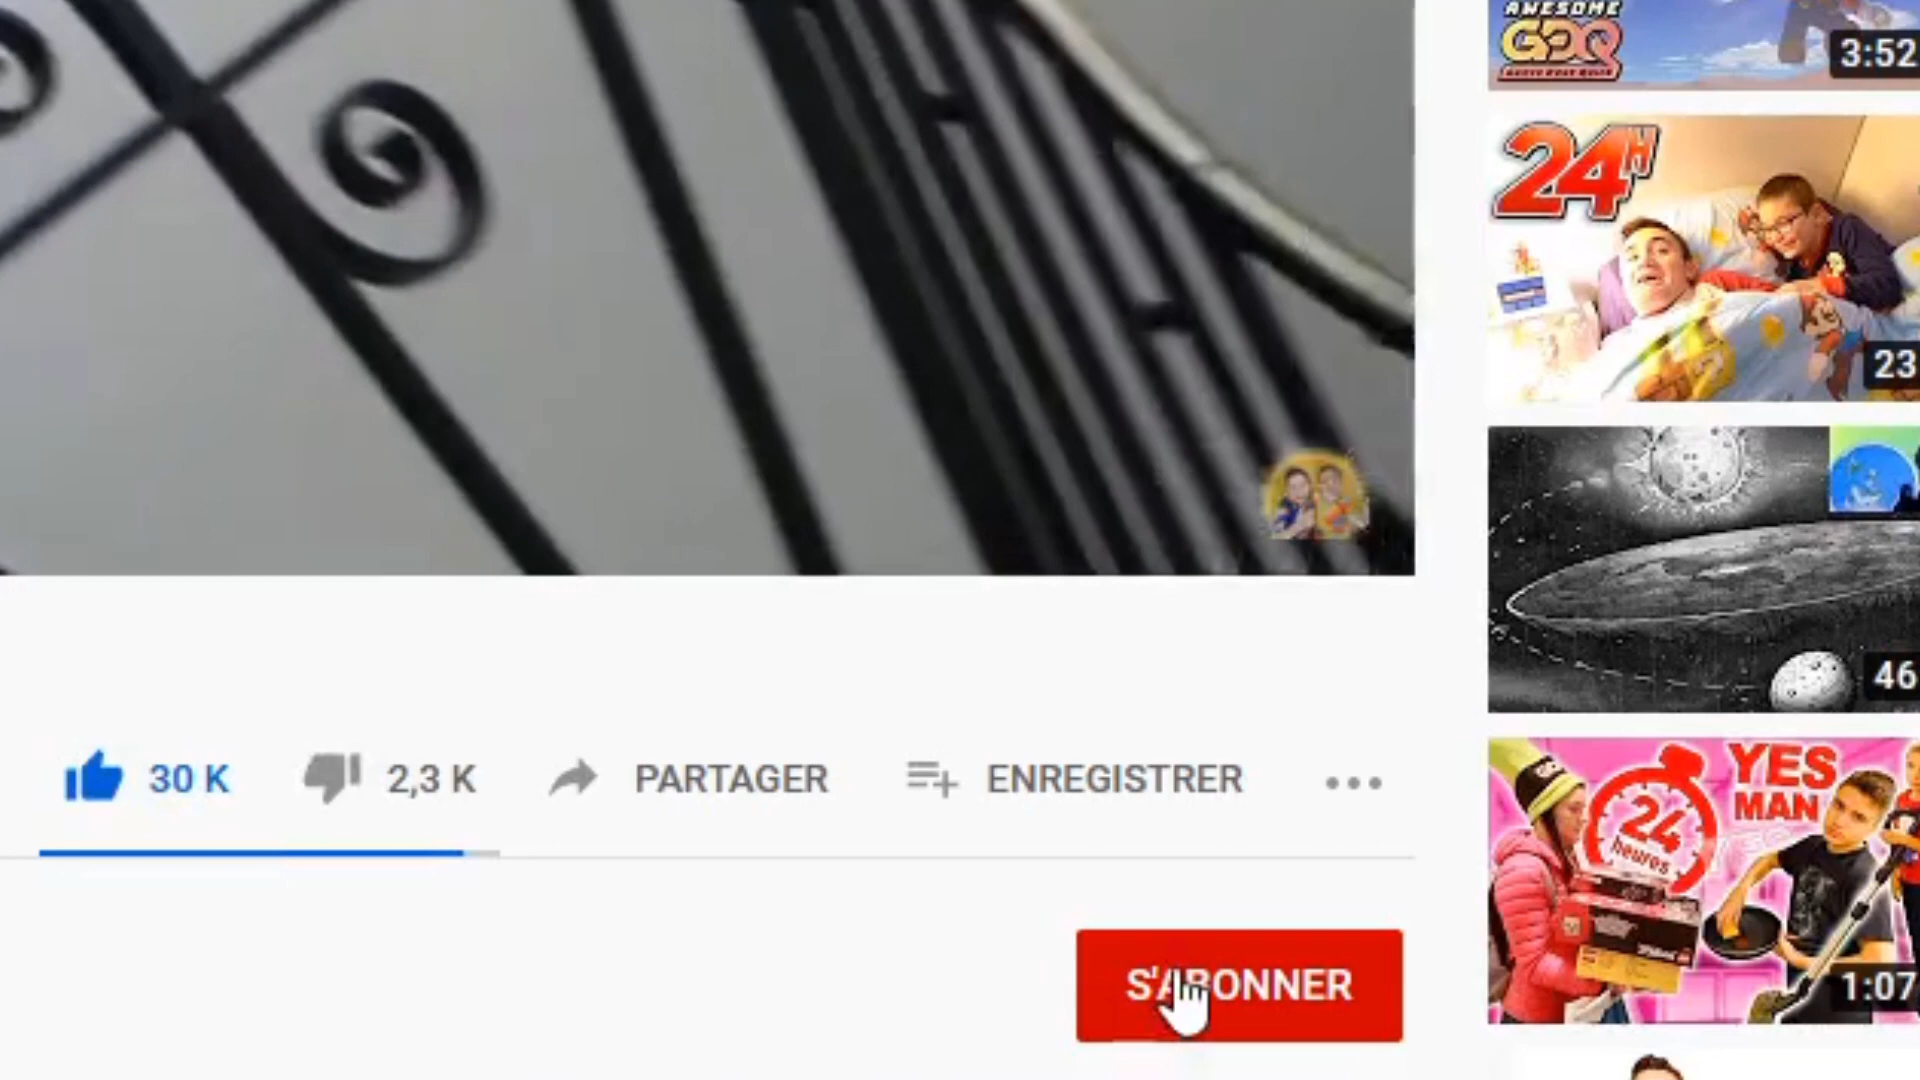 AWESOME
GDQ
3:52
24H
23
46
30 K
2,3 K
PARTAGER
ENREGISTRER
YES
MAN
24
heures
1:07
S'ABONNER